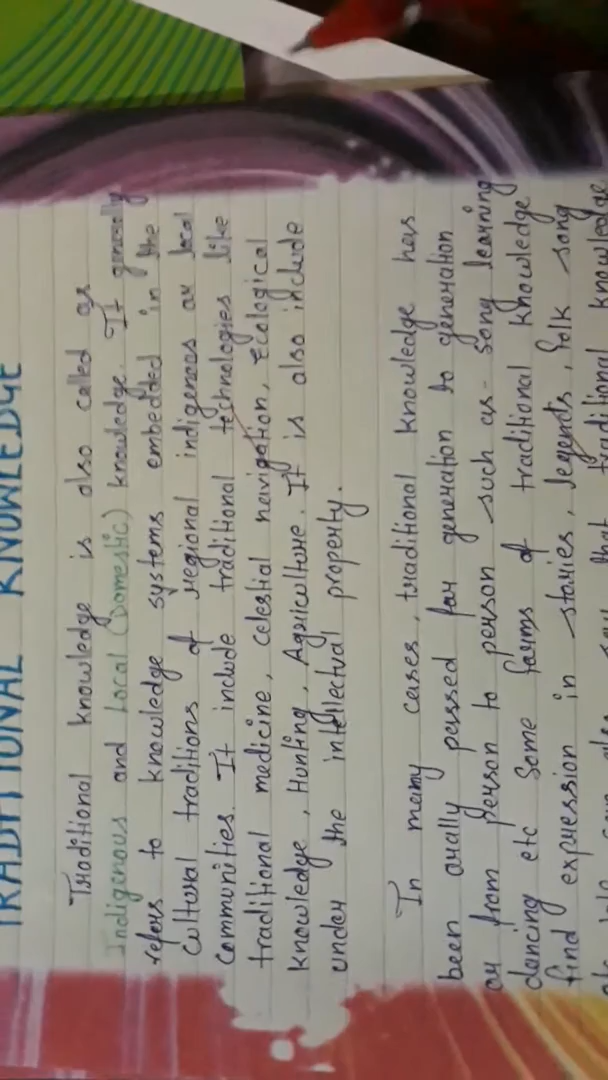 TRADITIONAL KNOWLEDGE
Traditional knowledge is also called as
Indigenous and Local (Domestic) knowledge. It generally
refers to knowledge systems embedded in the
Cultural traditions of regional indigenous or local
Communities. It include traditional technologies like
traditional medicine, celestial navigation, Ecological
knowledge, Hunting, Agriculture. It is also include
under the intellectual property.
In many cases, traditional knowledge has
been orally perssed for generation to generation
or from person to person such as - song learning
dancing etc Some forms of traditional knowledge
find expression in stories, legends, folk song
that traditional knowledge